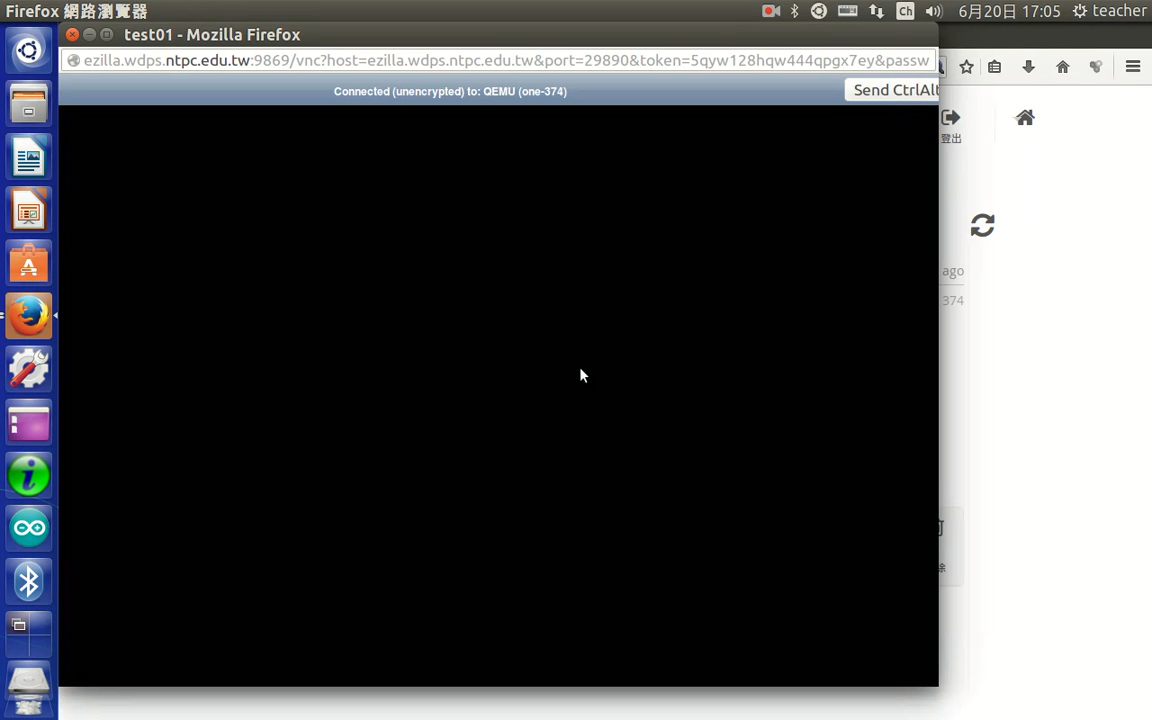 Firefox 網路瀏覽器
Ch
6月20日 17:05
teacher
test01 - Mozilla Firefox
ezilla.wdps.ntpc.edu.tw:9869/vnc?host=ezilla.wdps.ntpc.edu.tw&port=29890&token=5qyw128hqw444qpgx7ey&passw
Connected (unencrypted) to: QEMU (one-374)
Send CtrlAlt
登出
ago
374